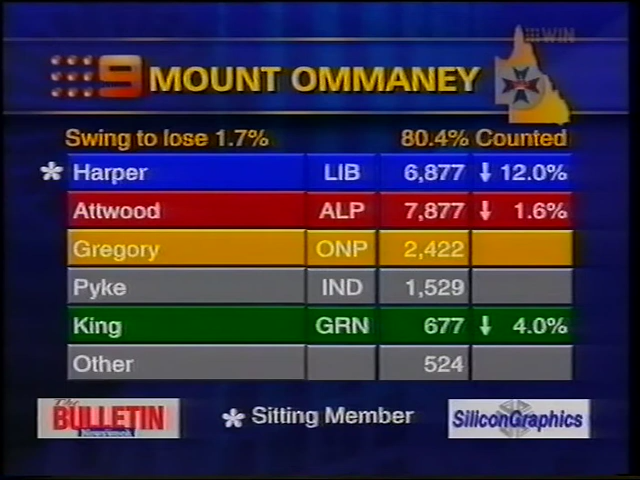 WIN
9 MOUNT OMMANEY
Swing to lose 1.7% 80.4% Counted
* Harper LIB 6,877 ↓ 12.0%
Attwood ALP 7,877 ↓ 1.6%
Gregory ONP 2,422
Pyke IND 1,529
King GRN 677 ↓ 4.0%
Other 524
The
BULLETIN
* Sitting Member
SiliconGraphics